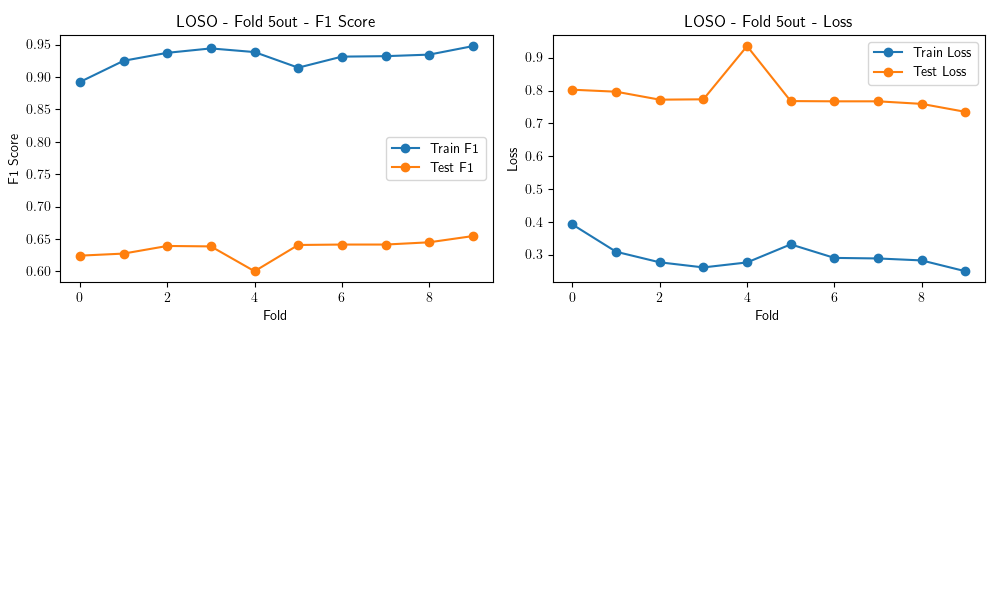 LOSO - Fold 5out - F1 Score
0.95
0.90
0.85
0.80
0.75
0.70
0.65
0.60
F1 Score
Train F1
Test F1
0 2 4 6 8
Fold
LOSO - Fold 5out - Loss
0.9
0.8
0.7
0.6
0.5
0.4
0.3
Loss
Train Loss
Test Loss
0 2 4 6 8
Fold